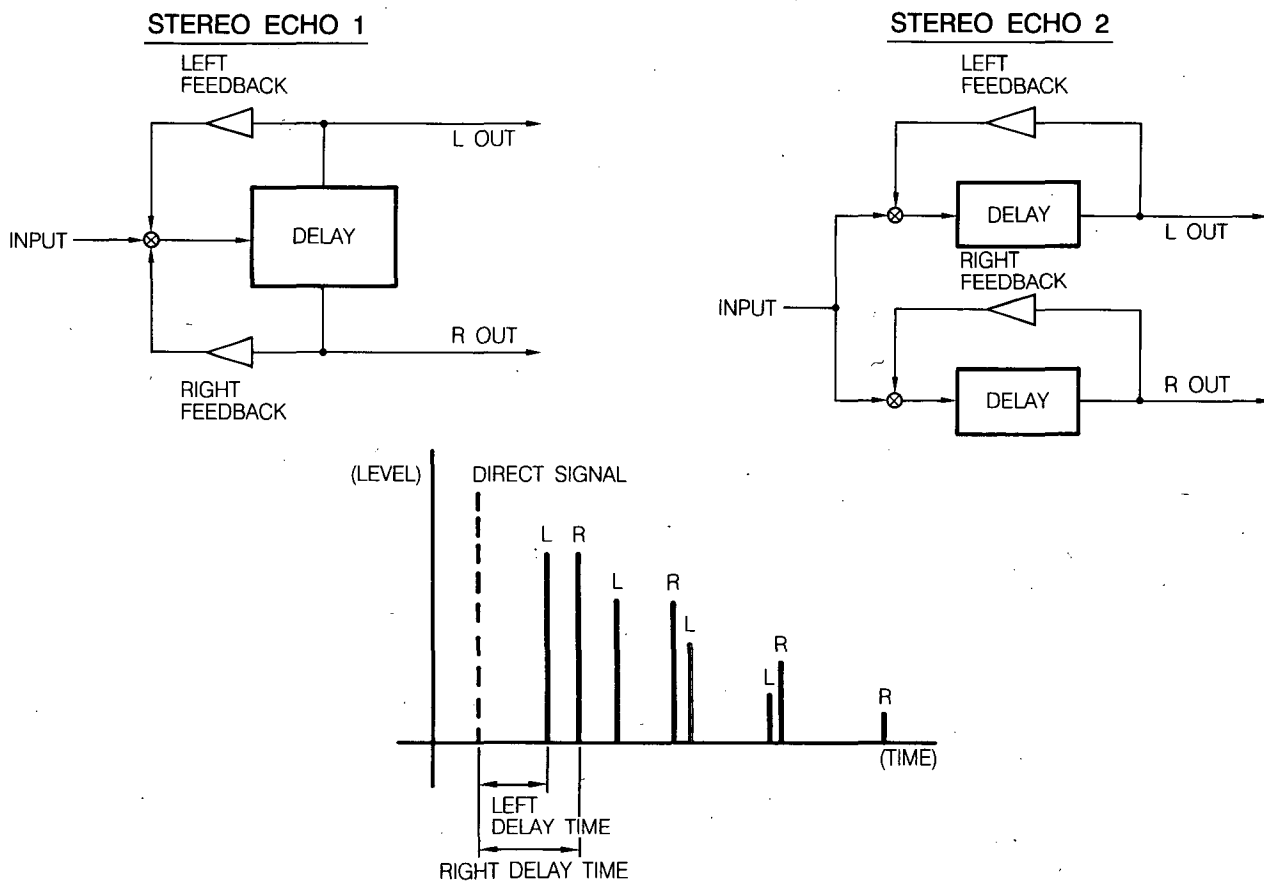 STEREO ECHO 1
LEFT
FEEDBACK
L OUT
INPUT
DELAY
R OUT
RIGHT
FEEDBACK
STEREO ECHO 2
LEFT
FEEDBACK
DELAY
L OUT
RIGHT
FEEDBACK
INPUT
DELAY
R OUT
(LEVEL)
DIRECT SIGNAL
L R
L
R
L
L
R
R
(TIME)
LEFT
DELAY TIME
RIGHT DELAY TIME